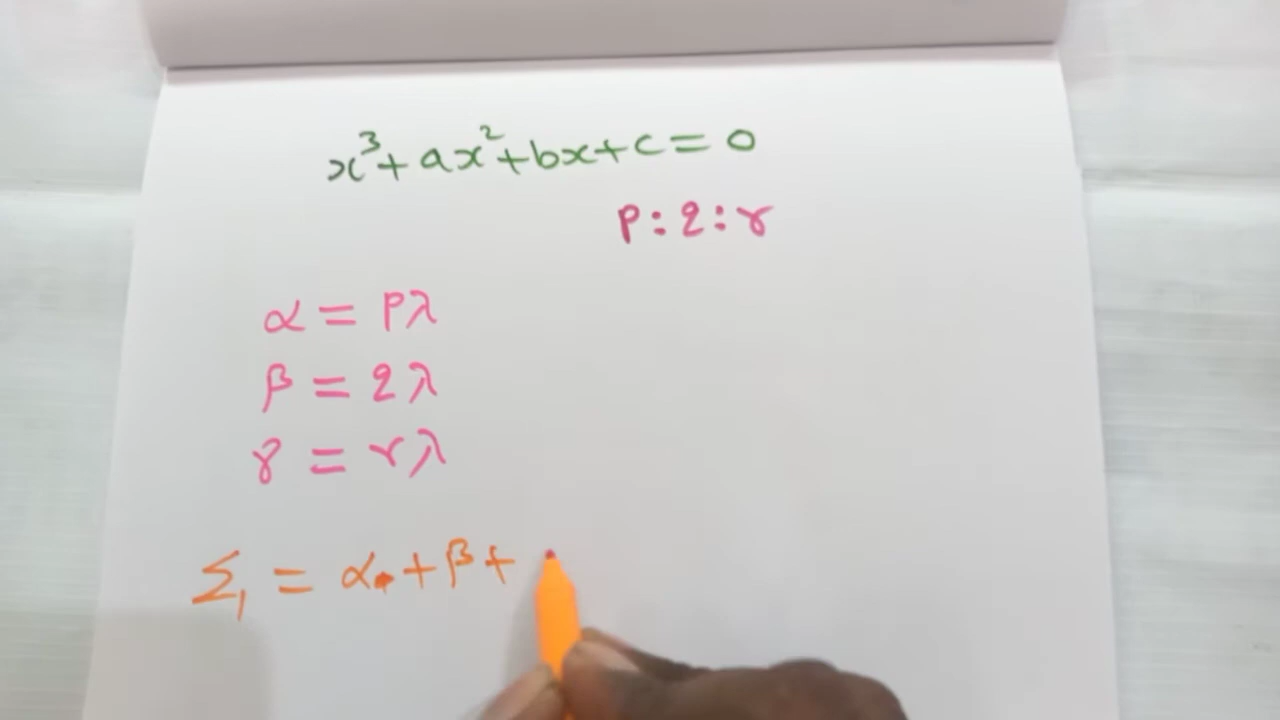 x³+ax²+bx+c=0
p:q:r
α=pλ
β=qλ
γ=rλ
Σ₁=α+β+